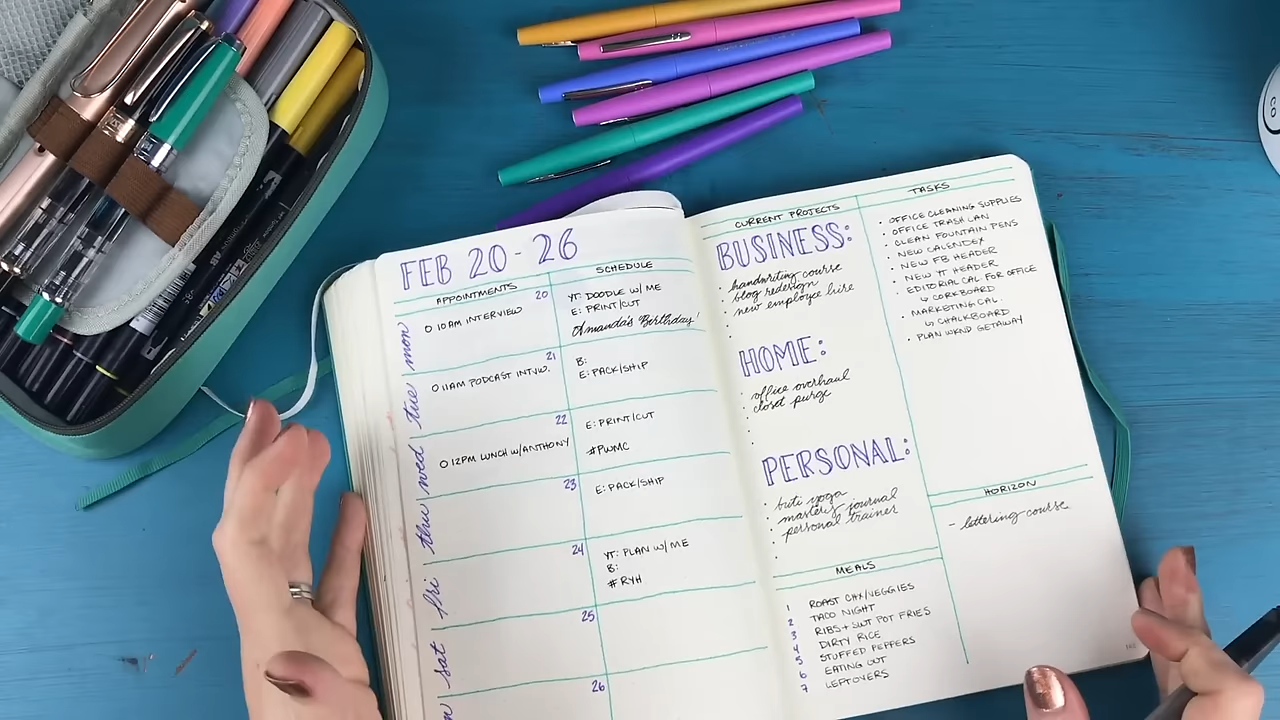 FEB 20-26
APPOINTMENTS
SCHEDULE
mon
20
O 10AM INTERVIEW
YT: DOODLE W/ ME
E: PRINT/CUT
Amanda's Birthday!
tue
21
O 11AM PODCAST INTVW.
B:
E: PACK/SHIP
wed
22
O 12PM LUNCH W/ANTHONY
E: PRINT/CUT
#PWMC
thu
23
E: PACK/SHIP
fri
24
YT: PLAN W/ ME
B:
#RYH
sat
25
26
CURRENT PROJECTS
BUSINESS:
· handwriting course
· blog redesign
· new employe hire
·
·
HOME:
· office overhaul
· closet purge
·
·
·
PERSONAL:
· buti yoga
· mastery journal
· personal trainer
·
·
MEALS
1 ROAST CHX/VEGGIES
2 TACO NIGHT
3 RIBS + SWT POT FRIES
4 DIRTY RICE
5 STUFFED PEPPERS
6 EATING OUT
7 LEFTOVERS
TASKS
· OFFICE CLEANING SUPPLIES
· OFFICE TRASH CAN
· CLEAN FOUNTAIN PENS
· NEW CALENDEX
· NEW FB HEADER
· NEW YT HEADER
· EDITORIAL CAL FOR OFFICE
↳ CORKBOARD
· MARKETING CAL.
↳ CHALKBOARD
· PLAN WKND GETAWAY
HORIZON
- lettering course